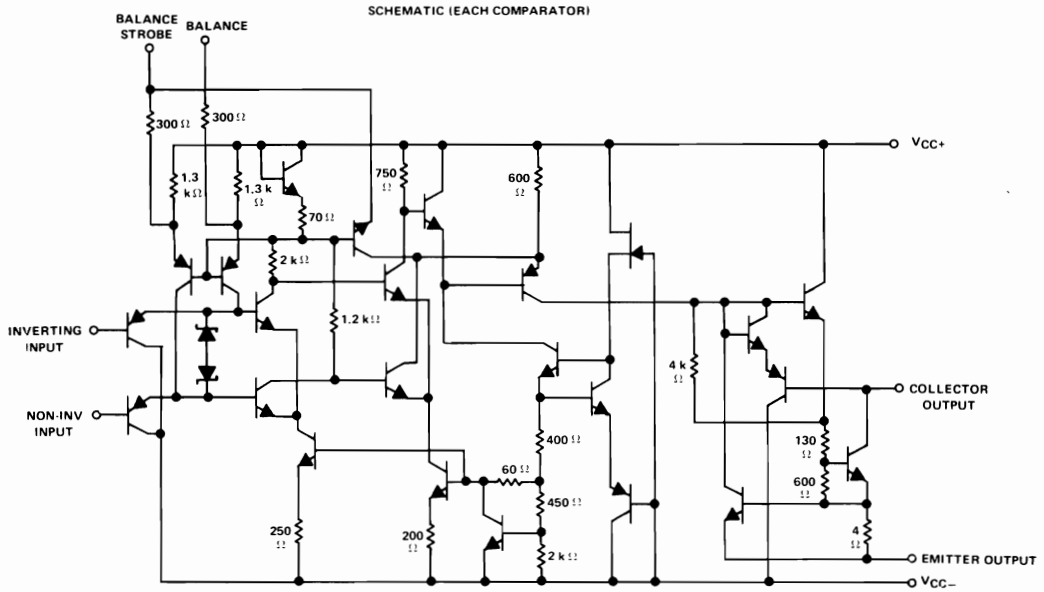 SCHEMATIC (EACH COMPARATOR)
BALANCE
STROBE
BALANCE
300 Ω
300 Ω
VCC+
1.3
kΩ
1.3 k
Ω
70 Ω
750
Ω
600
Ω
2 kΩ
1.2 kΩ
INVERTING
INPUT
4 k
Ω
COLLECTOR
OUTPUT
NON-INV
INPUT
130
Ω
400
Ω
60 Ω
600
Ω
450
Ω
250
Ω
200
Ω
2 kΩ
4
Ω
EMITTER OUTPUT
VCC−